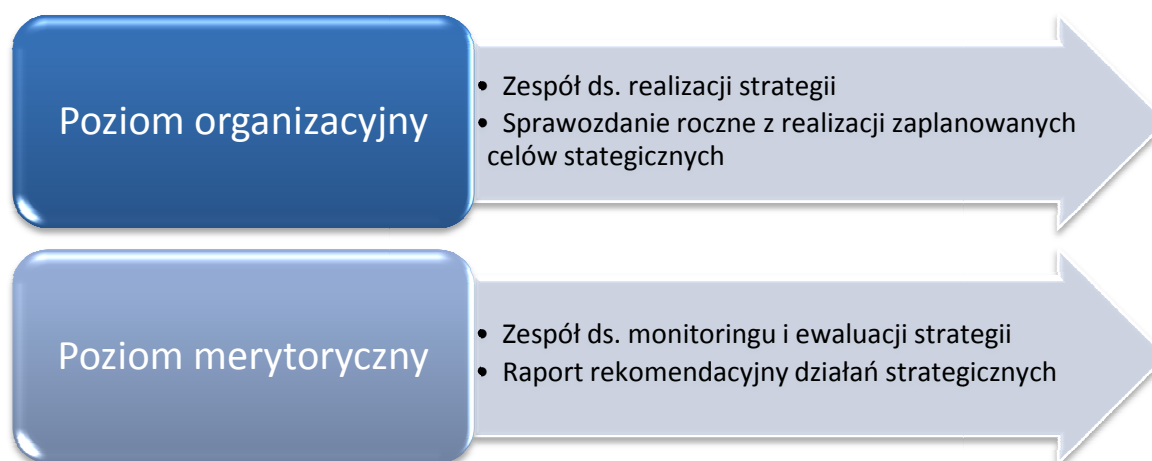 Poziom organizacyjny
• Zespół ds. realizacji strategii
• Sprawozdanie roczne z realizacji zaplanowanych
celów stategicznych
Poziom merytoryczny
• Zespół ds. monitoringu i ewaluacji strategii
• Raport rekomendacyjny działań strategicznych